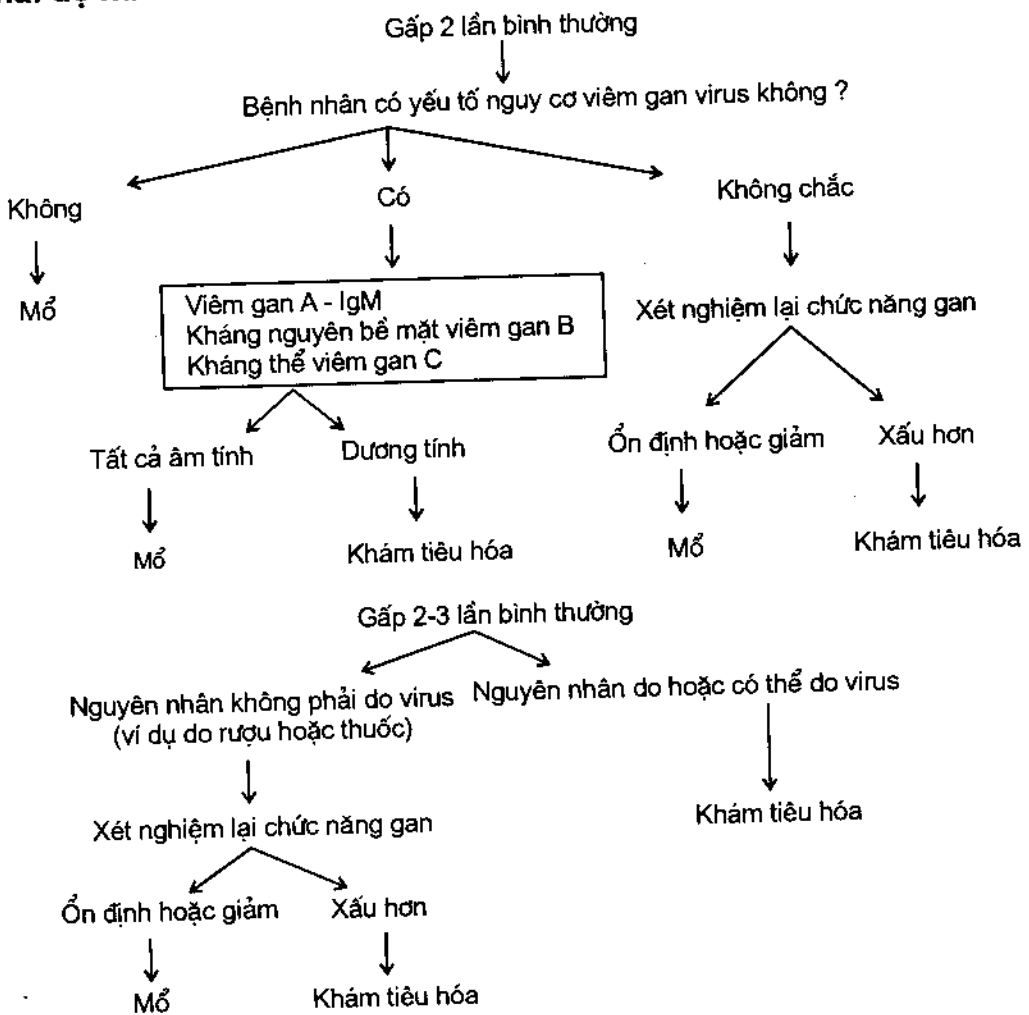 Gấp 2 lần bình thường
Bệnh nhân có yếu tố nguy cơ viêm gan virus không ?
Không
Có
Không chắc
Mổ
Viêm gan A - IgM
Kháng nguyên bề mặt viêm gan B
Kháng thể viêm gan C
Xét nghiệm lại chức năng gan
Tất cả âm tính
Dương tính
Ổn định hoặc giảm
Xấu hơn
Mổ
Khám tiêu hóa
Mổ
Khám tiêu hóa
Gấp 2-3 lần bình thường
Nguyên nhân không phải do virus
(ví dụ do rượu hoặc thuốc)
Nguyên nhân do hoặc có thể do virus
Xét nghiệm lại chức năng gan
Khám tiêu hóa
Ổn định hoặc giảm
Xấu hơn
Mổ
Khám tiêu hóa